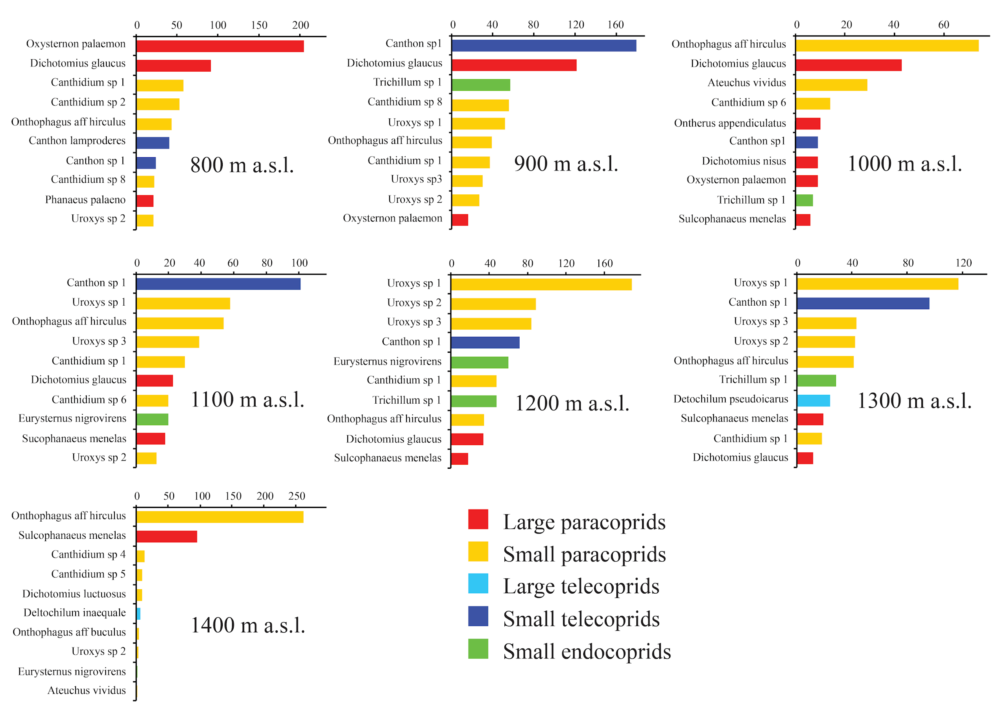 0 50 100 150 200
Oxysternon palaemon
Dichotomius glaucus
Canthidium sp 1
Canthidium sp 2
Onthophagus aff hirculus
Canthon lamproderes
Canthon sp 1
Canthidium sp 8
Phanaeus palaeno
Uroxys sp 2
800 m a.s.l.
0 40 80 120 160
Canthon sp1
Dichotomius glaucus
Trichillum sp 1
Canthidium sp 8
Uroxys sp 1
Onthophagus aff hirculus
Canthidium sp 1
Uroxys sp3
Uroxys sp 2
Oxysternon palaemon
900 m a.s.l.
0 20 40 60
Onthophagus aff hirculus
Dichotomius glaucus
Ateuchus vividus
Canthidium sp 6
Ontherus appendiculatus
Canthon sp1
Dichotomius nisus
Oxysternon palaemon
Trichillum sp 1
Sulcophanaeus menelas
1000 m a.s.l.
0 20 40 60 80 100
Canthon sp 1
Uroxys sp 1
Onthophagus aff hirculus
Uroxys sp 3
Canthidium sp 1
Dichotomius glaucus
Canthidium sp 6
Eurysternus nigrovirens
Sucophanaeus menelas
Uroxys sp 2
1100 m a.s.l.
0 40 80 120 160
Uroxys sp 1
Uroxys sp 2
Uroxys sp 3
Canthon sp 1
Eurysternus nigrovirens
Canthidium sp 1
Trichillum sp 1
Onthophagus aff hirculus
Dichotomius glaucus
Sulcophanaeus menelas
1200 m a.s.l.
0 40 80 120
Uroxys sp 1
Canthon sp 1
Uroxys sp 3
Uroxys sp 2
Onthophagus aff hirculus
Trichillum sp 1
Detochilum pseudoicarus
Sulcophanaeus menelas
Canthidium sp 1
Dichotomius glaucus
1300 m a.s.l.
0 50 100 150 200 250
Onthophagus aff hirculus
Sulcophanaeus menelas
Canthidium sp 4
Canthidium sp 5
Dichotomius luctuosus
Deltochilum inaequale
Onthophagus aff buculus
Uroxys sp 2
Eurysternus nigrovirens
Ateuchus vividus
1400 m a.s.l.
Large paracoprids
Small paracoprids
Large telecoprids
Small telecoprids
Small endocoprids